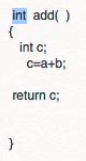 int add( )
{
int c;
c=a+b;
return c;
}